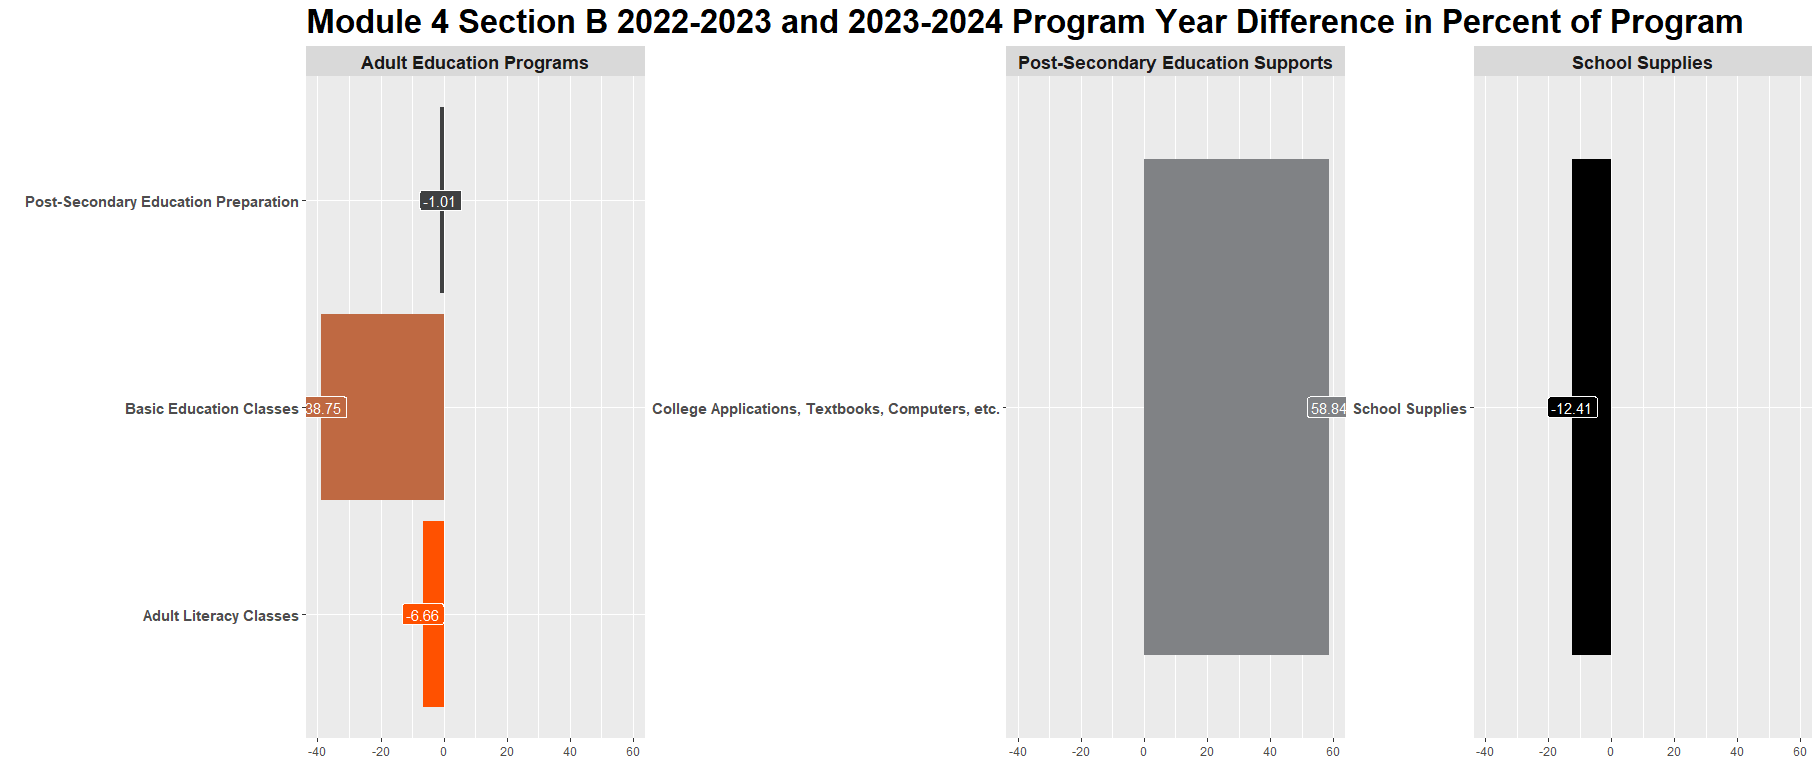 Module 4 Section B 2022-2023 and 2023-2024 Program Year Difference in Percent of Program
Adult Education Programs
Post-Secondary Education Supports
School Supplies
Post-Secondary Education Preparation
-1.01
Basic Education Classes
38.75
College Applications, Textbooks, Computers, etc.
58.84
School Supplies
-12.41
Adult Literacy Classes
-6.66
-40 -20 0 20 40 60
-40 -20 0 20 40 60
-40 -20 0 20 40 60